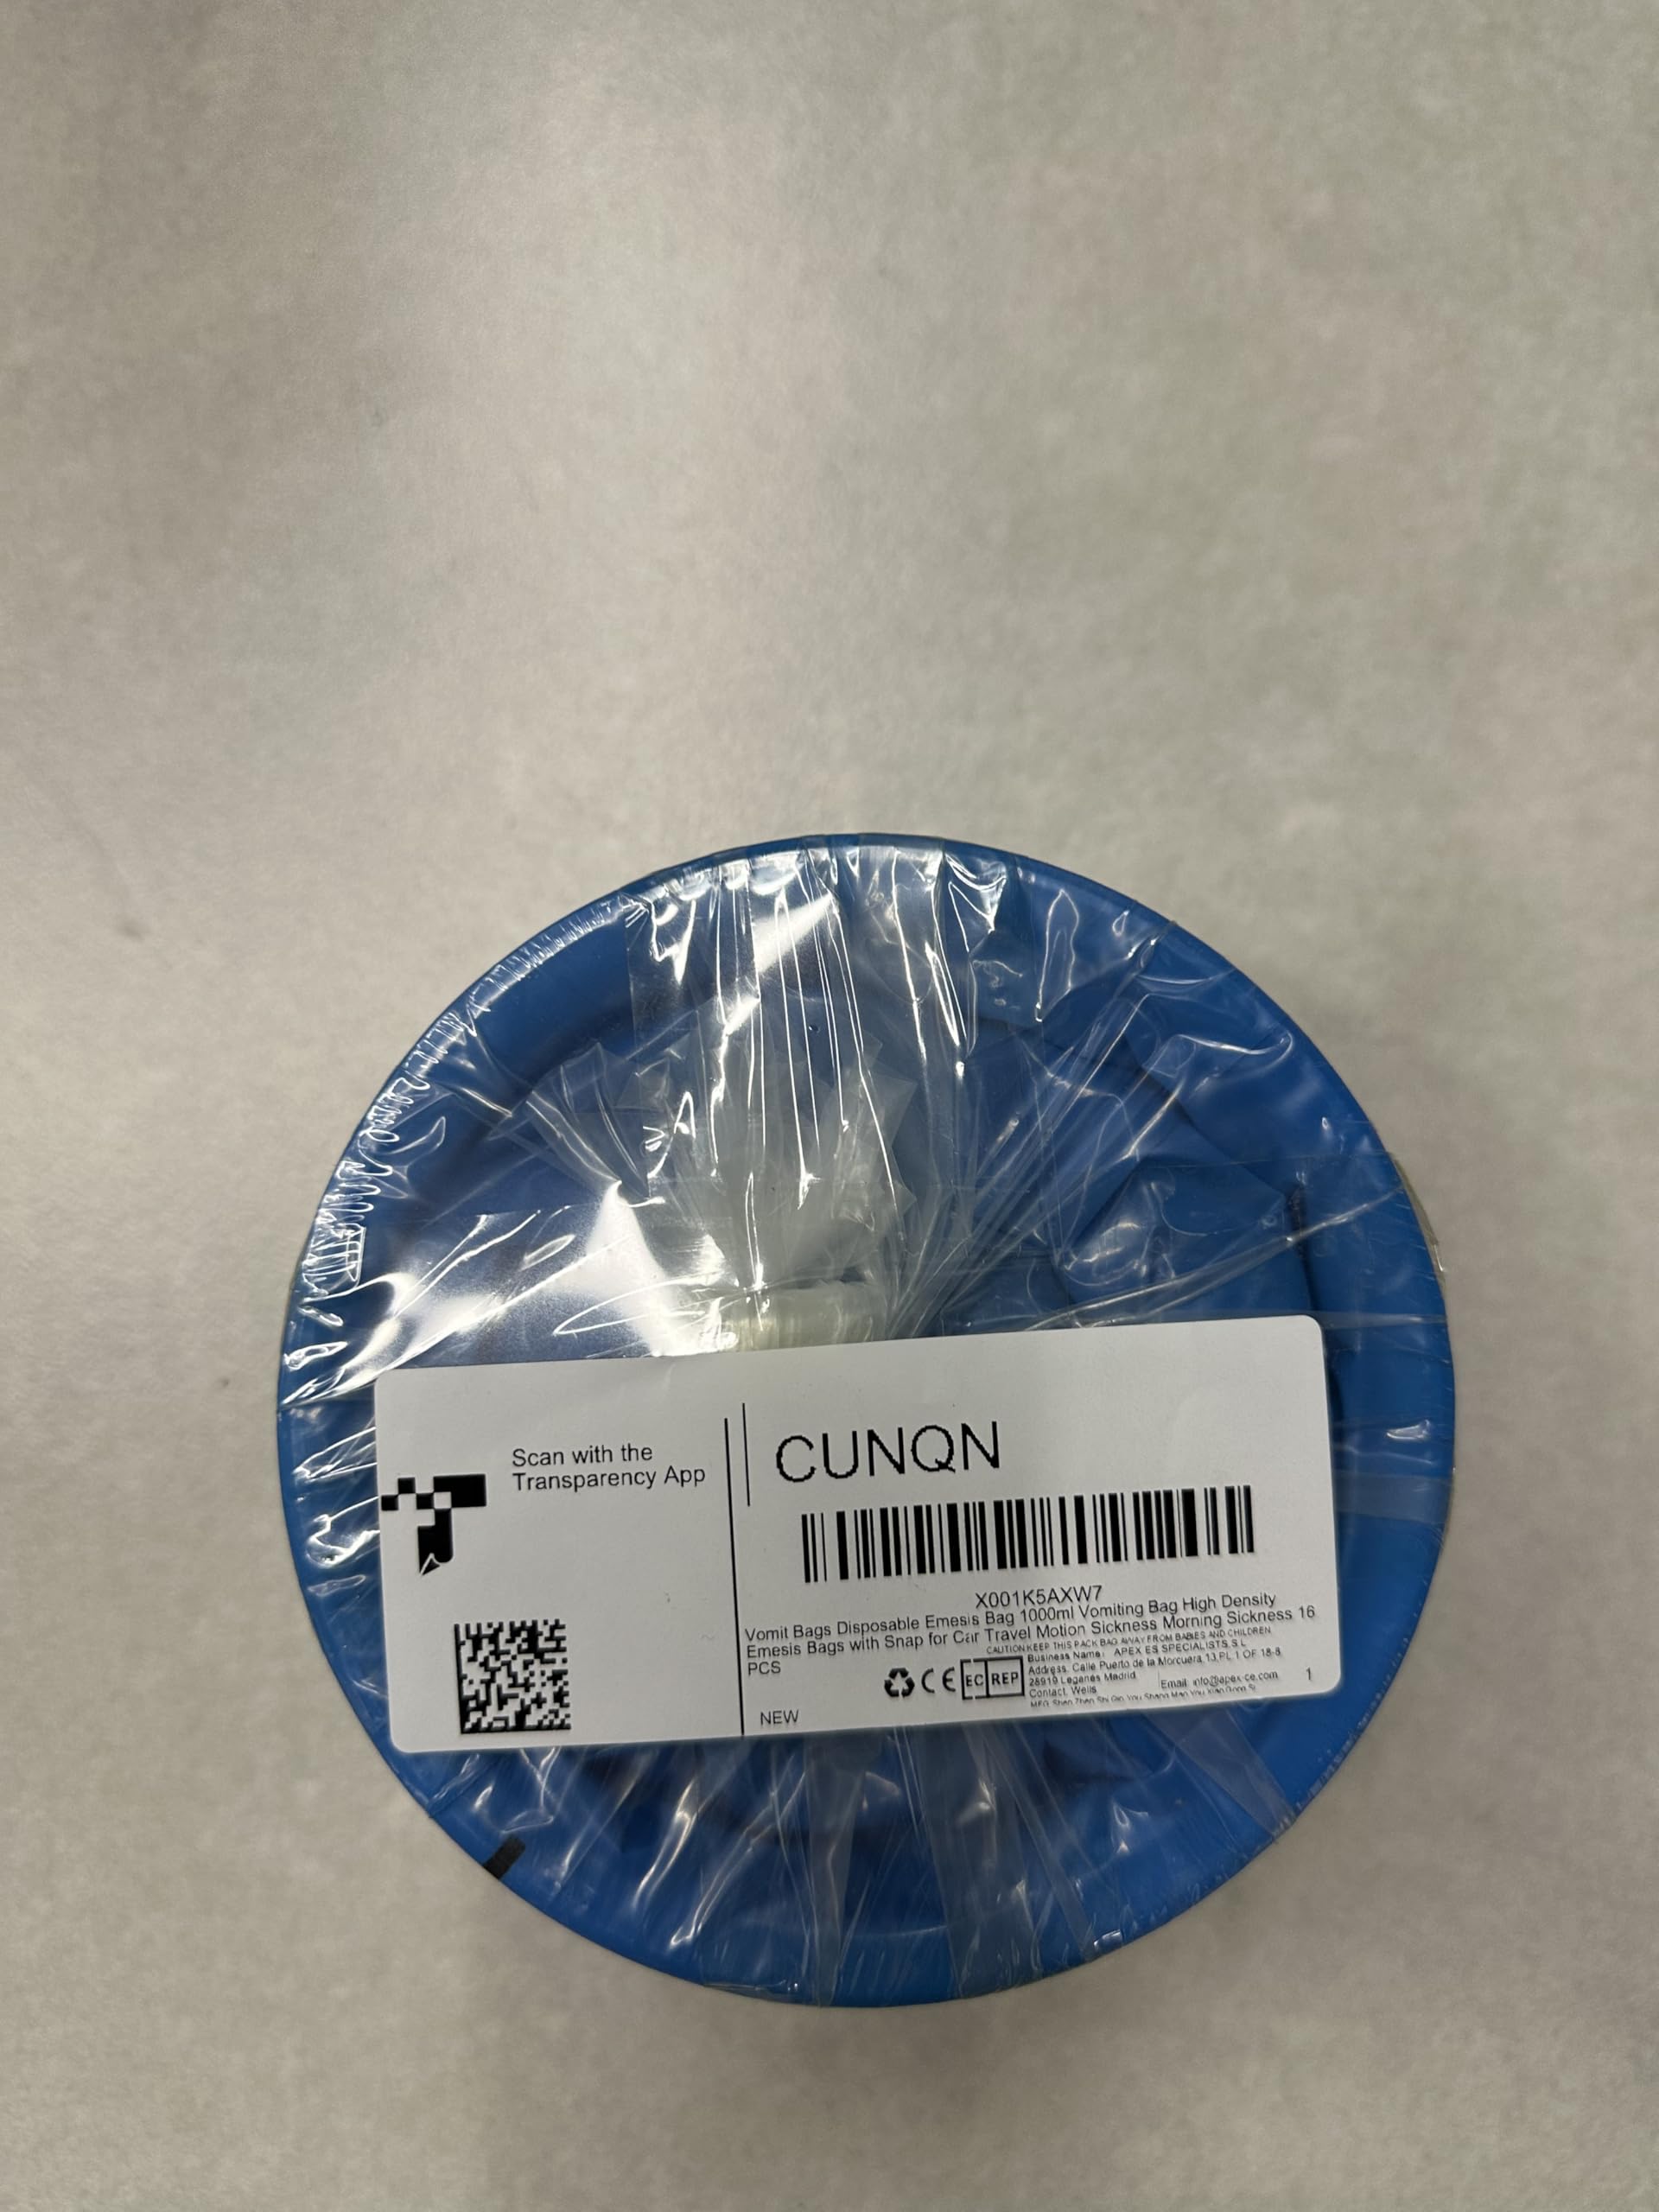 Scan with the
Transparency App
CUNQN
X001K5AXW7
Vomit Bags Disposable Emesis Bag 1000ml Vomiting Bag High Density
Emesis Bags with Snap for Car Travel Motion Sickness Morning Sickness 16
PCS
CAUTION KEEP THIS PACK BAG AWAY FROM BABIES AND CHILDREN
CE EC REP
Business Name: APEX ES SPECIALISTS S.L
Address. Calle Puerto de la Morcuera 13,PL 1 OF 18-8
28919 Leganes Madrid
Contact. Wells
Email. info@apex-ce.com
1
NEW